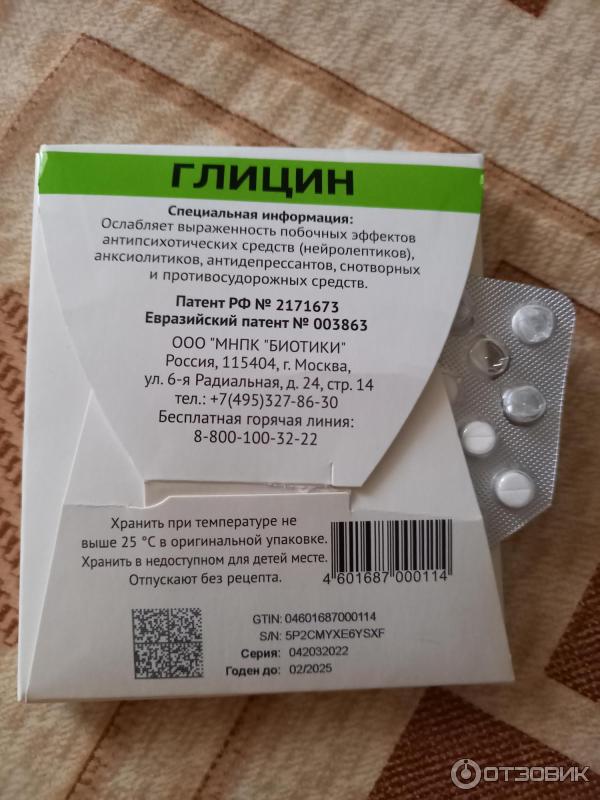 ГЛИЦИН
Специальная информация:
Ослабляет выраженность побочных эффектов
антипсихотических средств (нейролептиков),
анксиолитиков, антидепрессантов, снотворных
и противосудорожных средств.
Патент РФ № 2171673
Евразийский патент № 003863
ООО "МНПК "БИОТИКИ"
Россия, 115404, г. Москва,
ул. 6-я Радиальная, д. 24, стр. 14
тел.: +7(495)327-86-30
Бесплатная горячая линия:
8-800-100-32-22
Хранить при температуре не
выше 25 °С в оригинальной упаковке.
Хранить в недоступном для детей месте.
Отпускают без рецепта.
4 601687 000114
GTIN: 04601687000114
S/N: 5P2CMYXE6YSXF
Серия: 042032022
Годен до: 02/2025
ОТЗОВИК